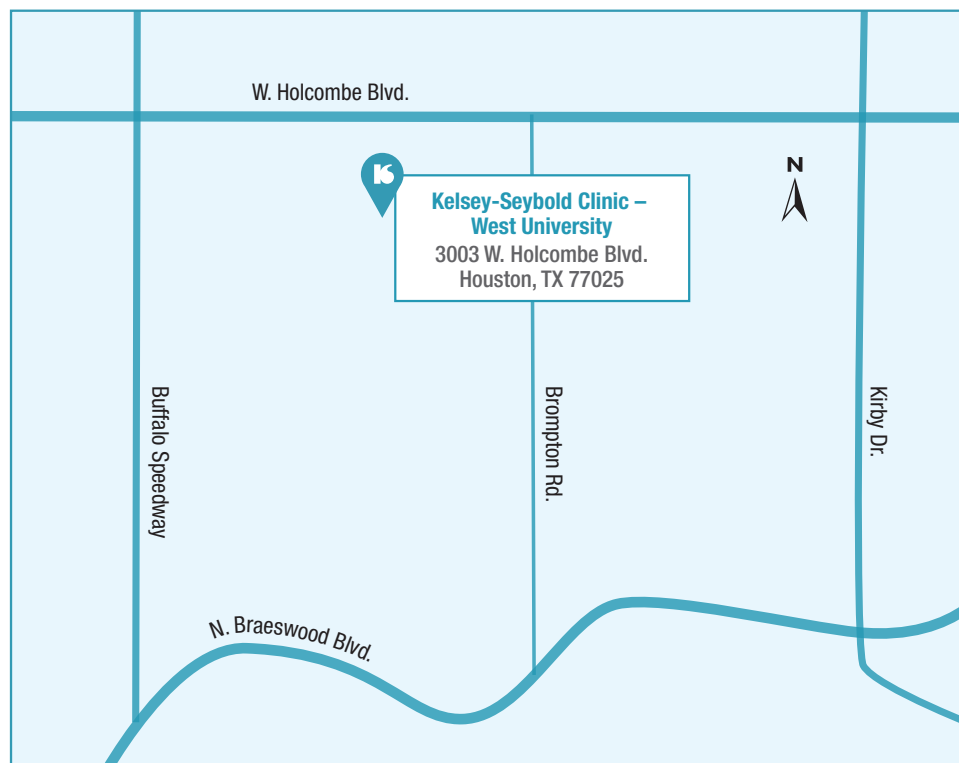 W. Holcombe Blvd.
N
Kelsey-Seybold Clinic –
West University
3003 W. Holcombe Blvd.
Houston, TX 77025
Buffalo Speedway
Brompton Rd.
Kirby Dr.
N. Braeswood Blvd.